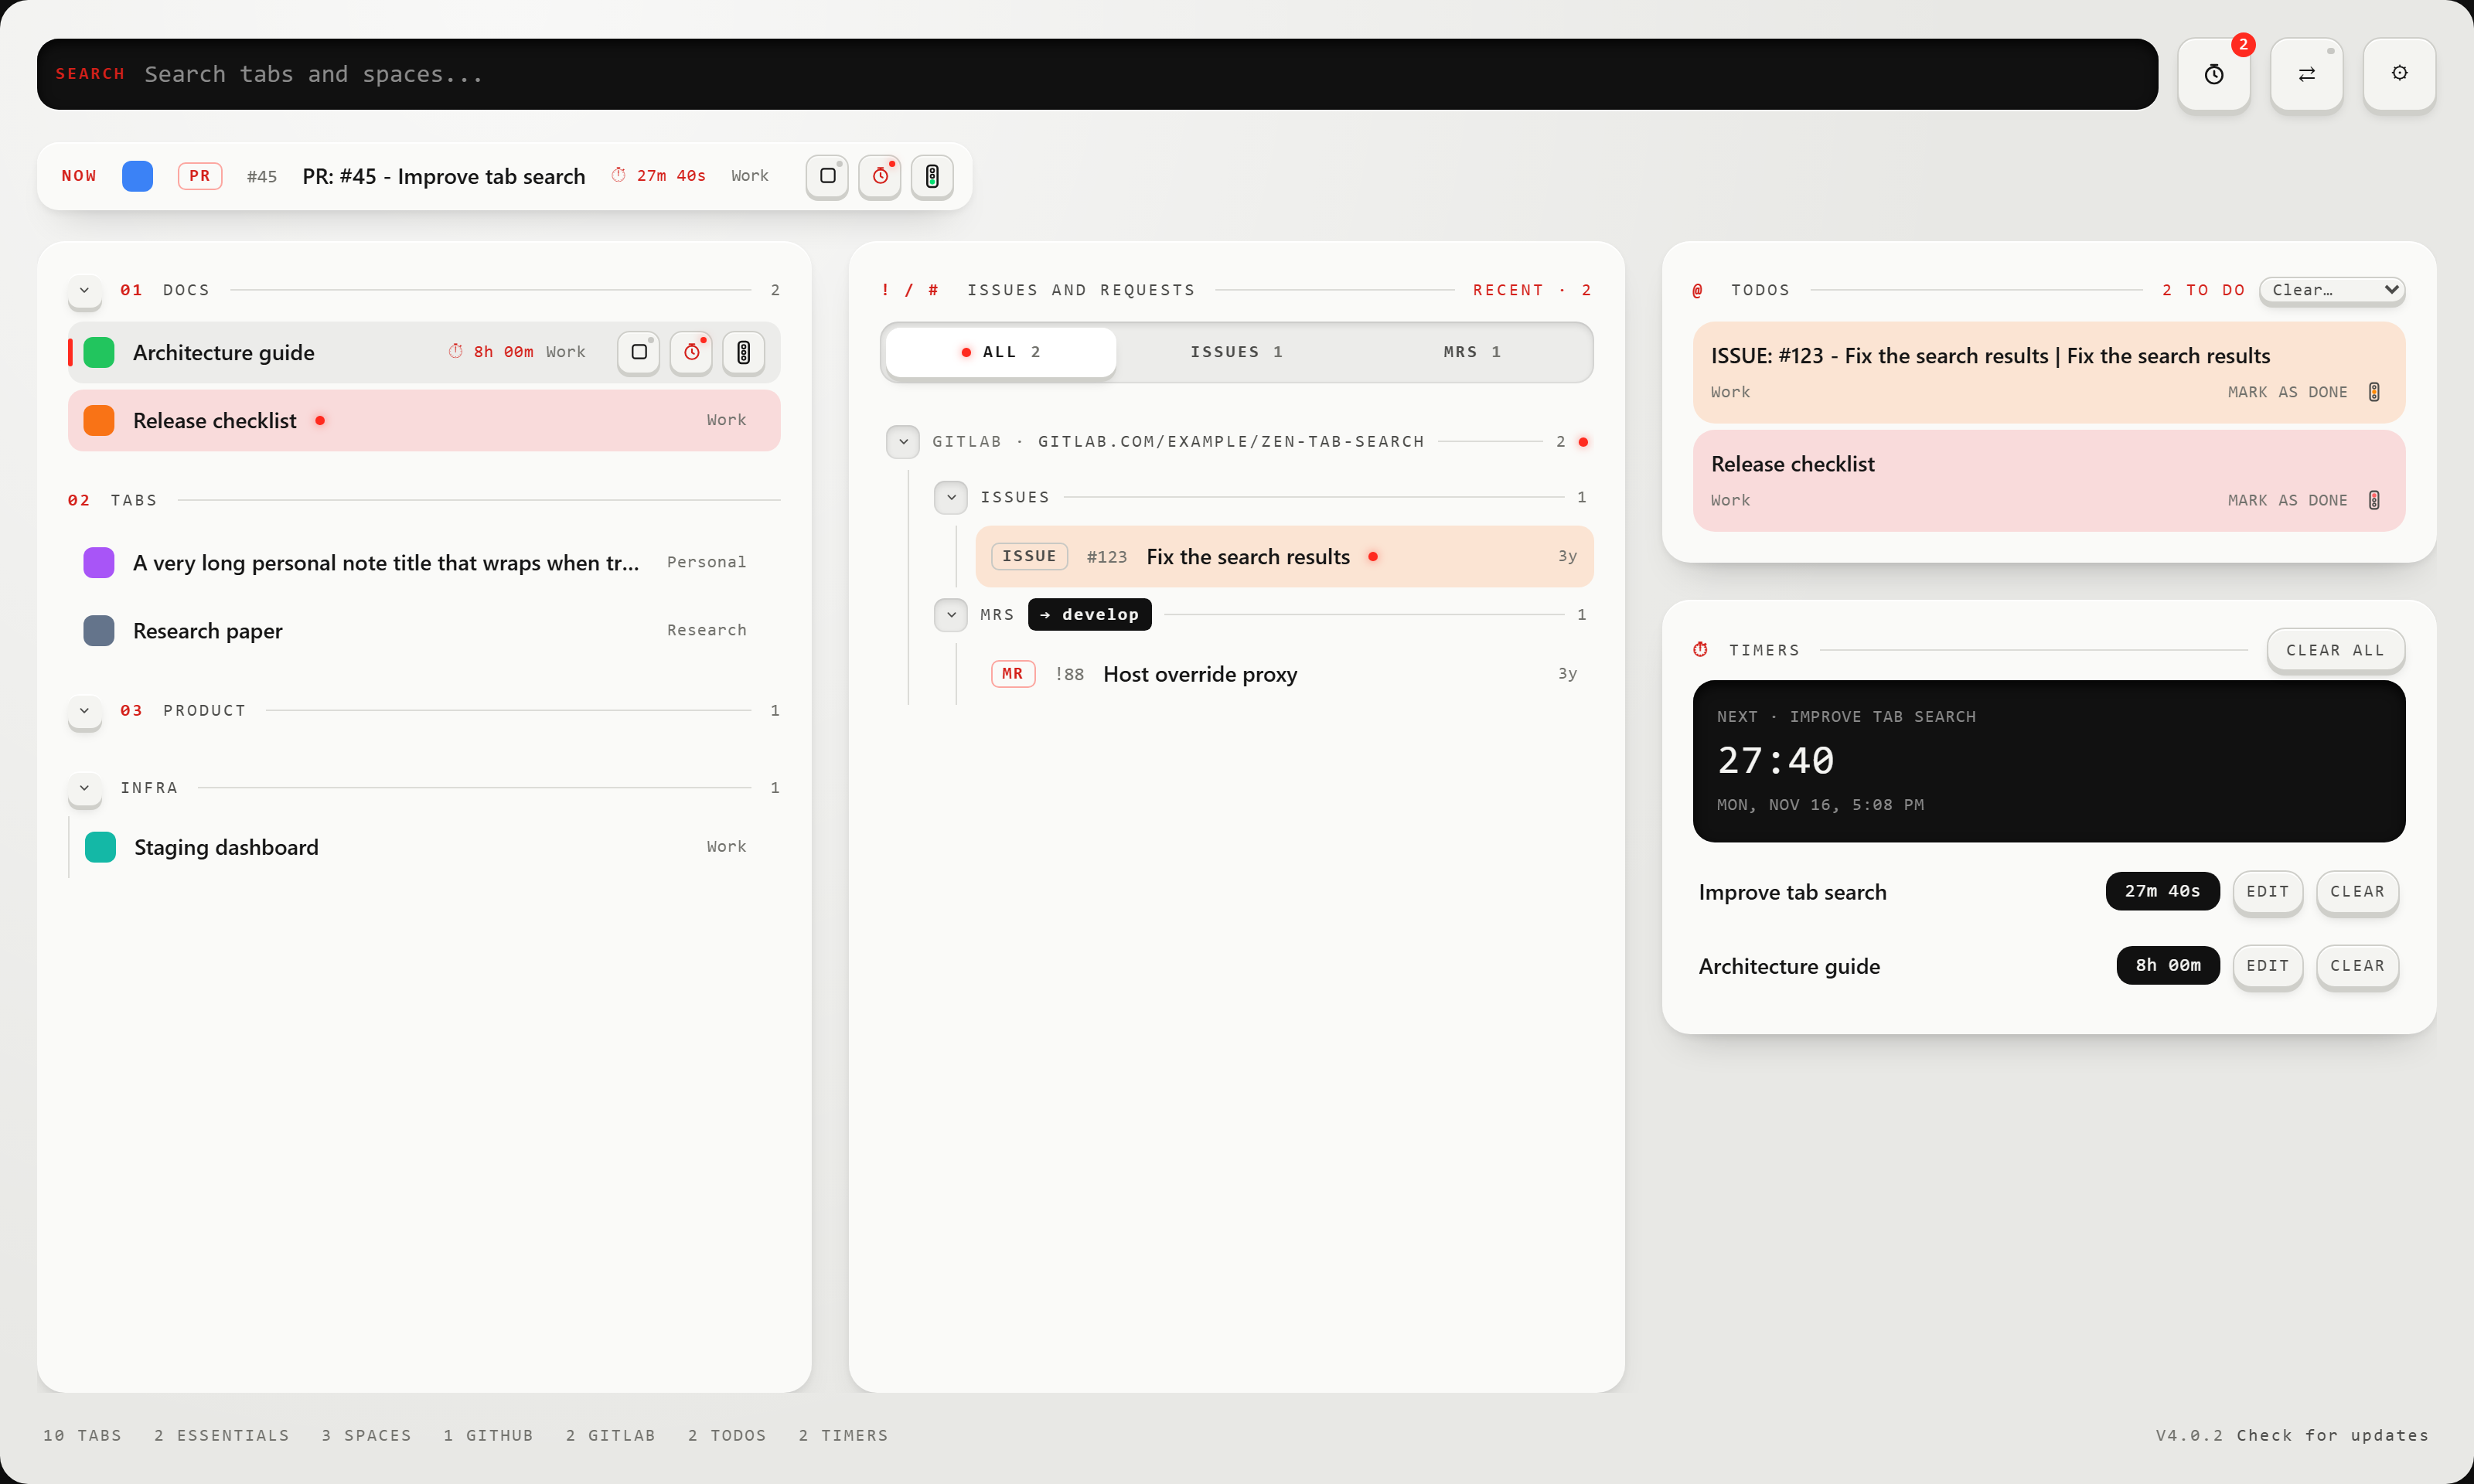 SEARCH Search tabs and spaces...
2
NOW PR #45 PR: #45 - Improve tab search ⏱ 27m 40s Work
01 DOCS 2
Architecture guide ⏱ 8h 00m Work
Release checklist Work
02 TABS
A very long personal note title that wraps when tr... Personal
Research paper Research
03 PRODUCT 1
INFRA 1
Staging dashboard Work
! / # ISSUES AND REQUESTS RECENT · 2
ALL 2 ISSUES 1 MRS 1
GITLAB · GITLAB.COM/EXAMPLE/ZEN-TAB-SEARCH 2
ISSUES 1
ISSUE #123 Fix the search results 3y
MRS → develop 1
MR !88 Host override proxy 3y
@ TODOS 2 TO DO Clear…
ISSUE: #123 - Fix the search results | Fix the search results
Work MARK AS DONE
Release checklist
Work MARK AS DONE
⏱ TIMERS CLEAR ALL
NEXT · IMPROVE TAB SEARCH
27:40
MON, NOV 16, 5:08 PM
Improve tab search 27m 40s EDIT CLEAR
Architecture guide 8h 00m EDIT CLEAR
10 TABS 2 ESSENTIALS 3 SPACES 1 GITHUB 2 GITLAB 2 TODOS 2 TIMERS
V4.0.2 Check for updates